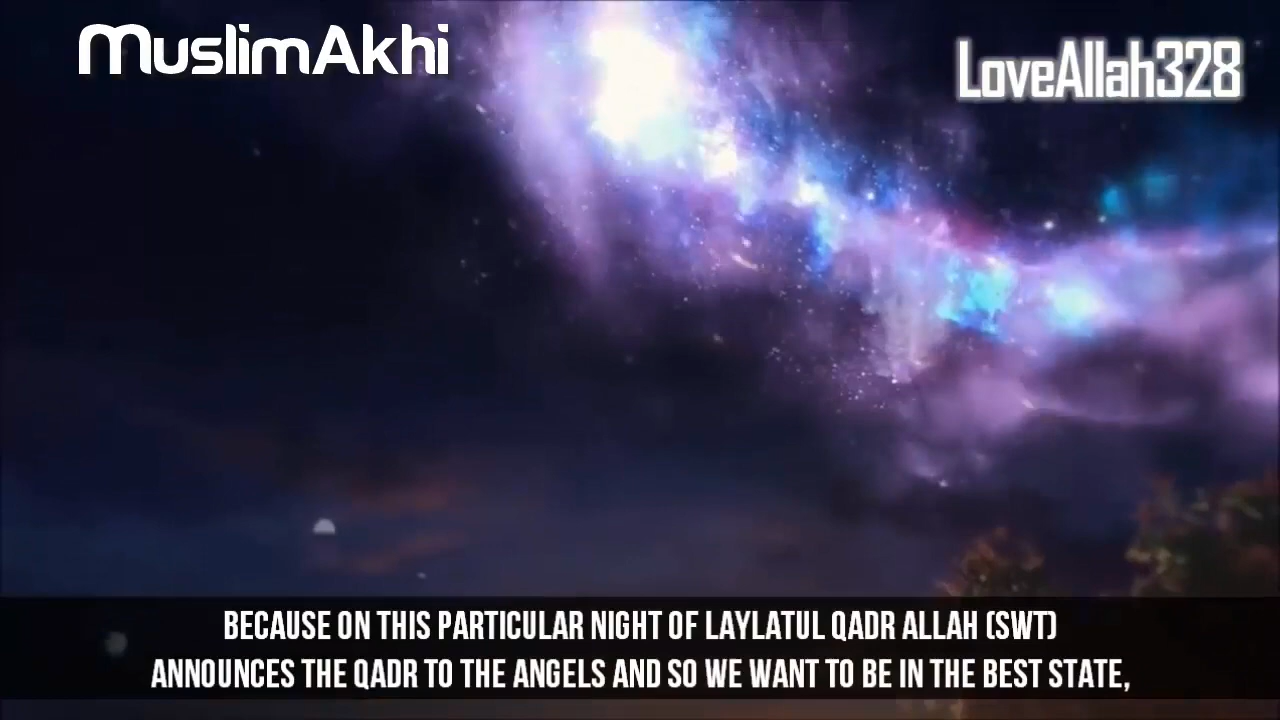 MuslimAkhi
LoveAllah328
BECAUSE ON THIS PARTICULAR NIGHT OF LAYLATUL QADR ALLAH (SWT)
ANNOUNCES THE QADR TO THE ANGELS AND SO WE WANT TO BE IN THE BEST STATE,